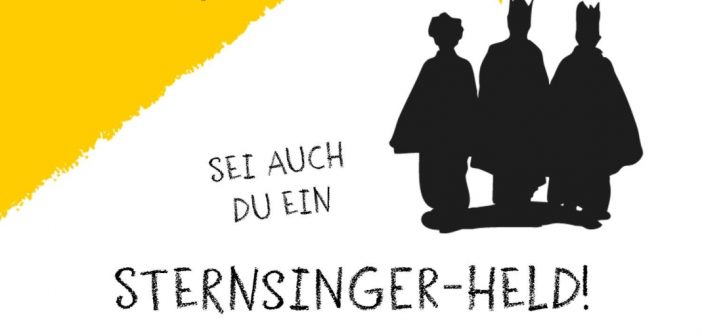 SEI AUCH
DU EIN
STERNSINGER-HELD!